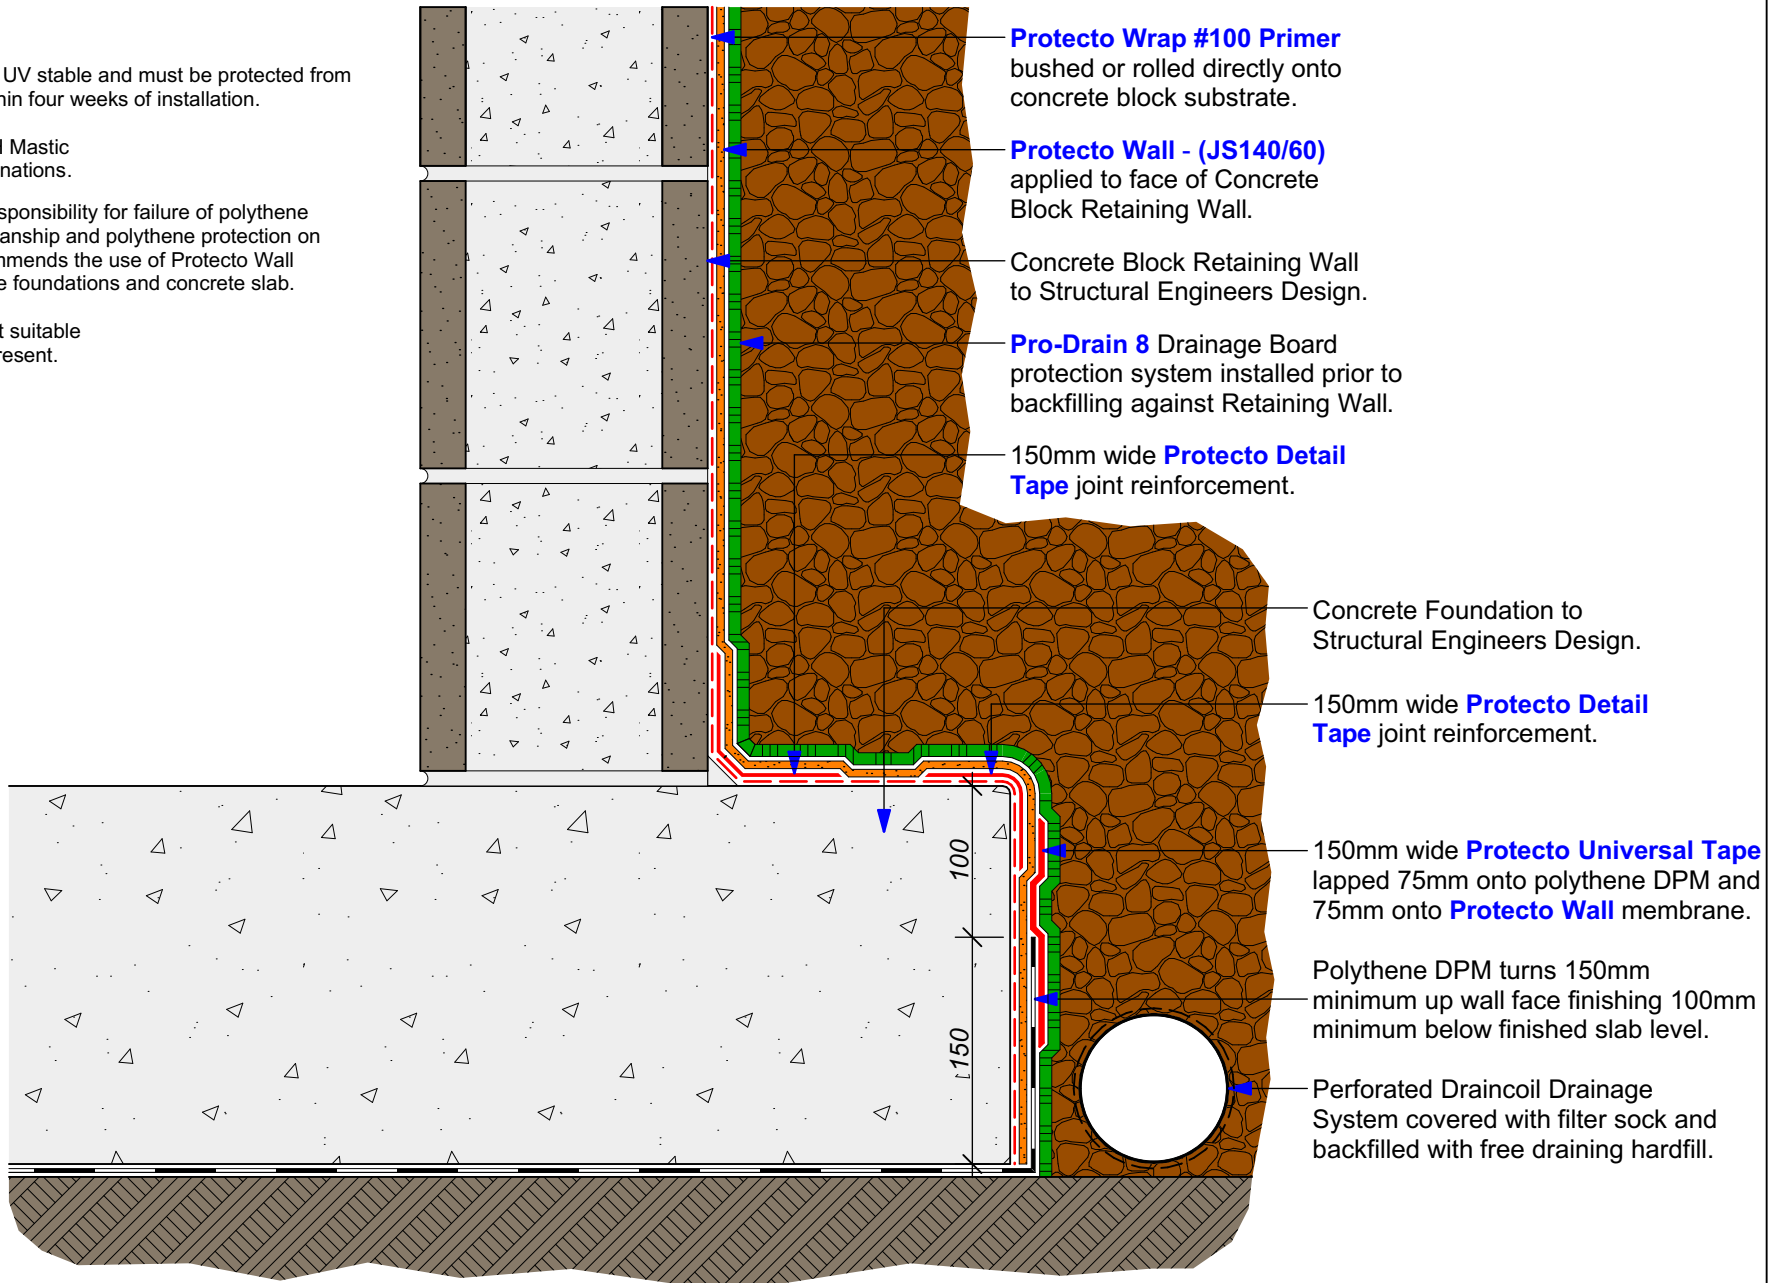 UV stable and must be protected from
hin four weeks of installation.
d Mastic
nations.
sponsibility for failure of polythene
anship and polythene protection on
mmends the use of Protecto Wall
e foundations and concrete slab.
t suitable
resent.
Protecto Wrap #100 Primer
bushed or rolled directly onto
concrete block substrate.
Protecto Wall - (JS140/60)
applied to face of Concrete
Block Retaining Wall.
Concrete Block Retaining Wall
to Structural Engineers Design.
Pro-Drain 8 Drainage Board
protection system installed prior to
backfilling against Retaining Wall.
150mm wide Protecto Detail
Tape joint reinforcement.
Concrete Foundation to
Structural Engineers Design.
150mm wide Protecto Detail
Tape joint reinforcement.
150mm wide Protecto Universal Tape
lapped 75mm onto polythene DPM and
75mm onto Protecto Wall membrane.
Polythene DPM turns 150mm
minimum up wall face finishing 100mm
minimum below finished slab level.
Perforated Draincoil Drainage
System covered with filter sock and
backfilled with free draining hardfill.
100
150